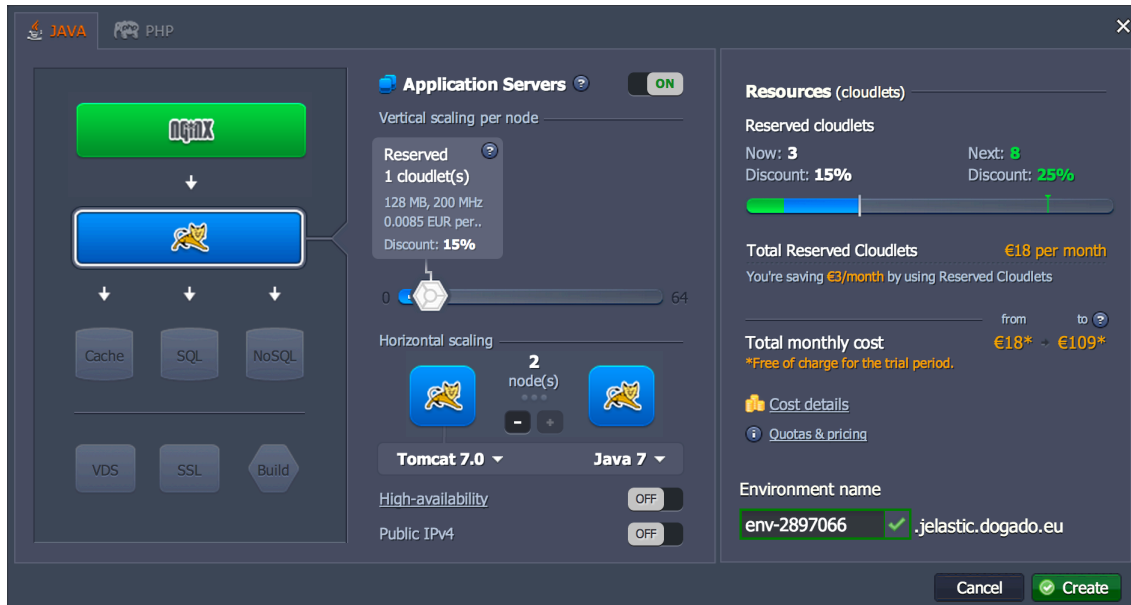 JAVA
PHP
NGINX
Cache
SQL
NoSQL
VDS
SSL
Build
Application Servers ?
ON
Vertical scaling per node
Reserved ?
1 cloudlet(s)
128 MB, 200 MHz
0.0085 EUR per..
Discount: 15%
0
64
Horizontal scaling
2
node(s)
- +
Tomcat 7.0
Java 7
High-availability
OFF
Public IPv4
OFF
Resources (cloudlets)
Reserved cloudlets
Now: 3
Next: 8
Discount: 15%
Discount: 25%
Total Reserved Cloudlets
€18 per month
You're saving €3/month by using Reserved Cloudlets
from
to ?
Total monthly cost
€18*
€109*
*Free of charge for the trial period.
Cost details
Quotas & pricing
Environment name
env-2897066
.jelastic.dogado.eu
Cancel
Create